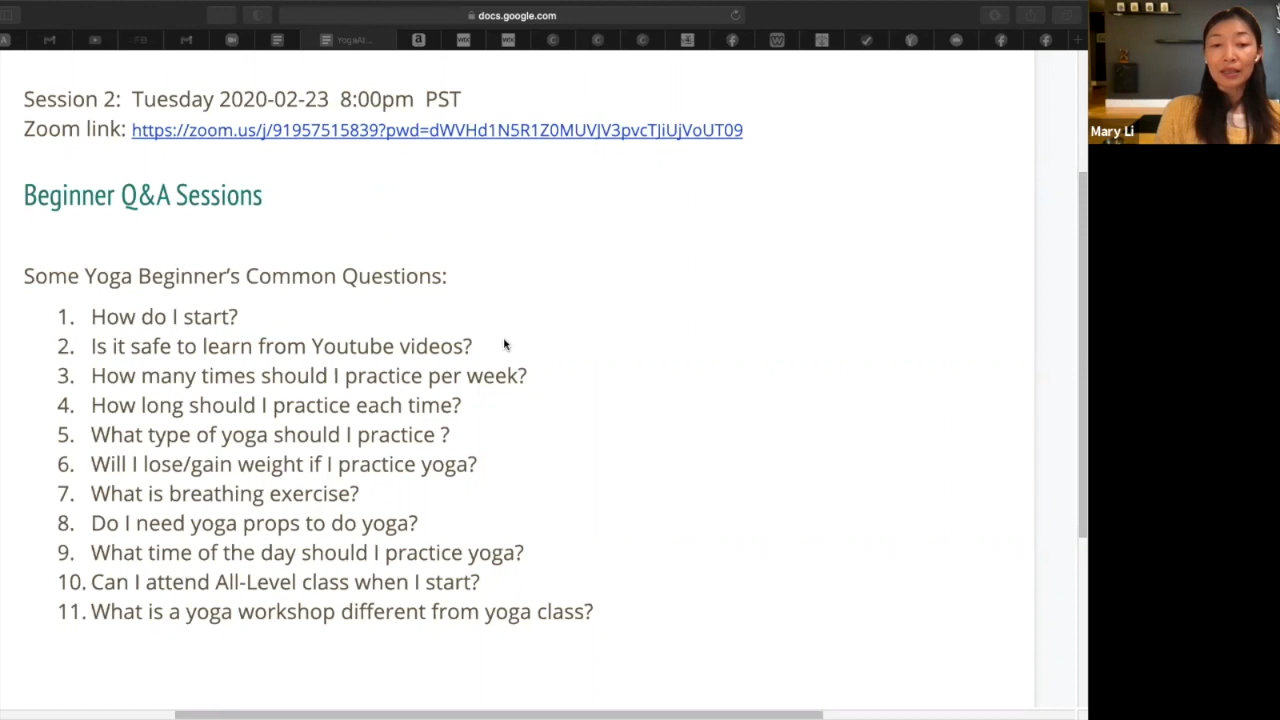 docs.google.com
YogaAl...
Session 2: Tuesday 2020-02-23 8:00pm PST
Zoom link: https://zoom.us/j/91957515839?pwd=dWVHd1N5R1Z0MUVJV3pvcTJiUjVoUT09
Mary Li
Beginner Q&A Sessions
Some Yoga Beginner’s Common Questions:
1. How do I start?
2. Is it safe to learn from Youtube videos?
3. How many times should I practice per week?
4. How long should I practice each time?
5. What type of yoga should I practice ?
6. Will I lose/gain weight if I practice yoga?
7. What is breathing exercise?
8. Do I need yoga props to do yoga?
9. What time of the day should I practice yoga?
10. Can I attend All-Level class when I start?
11. What is a yoga workshop different from yoga class?